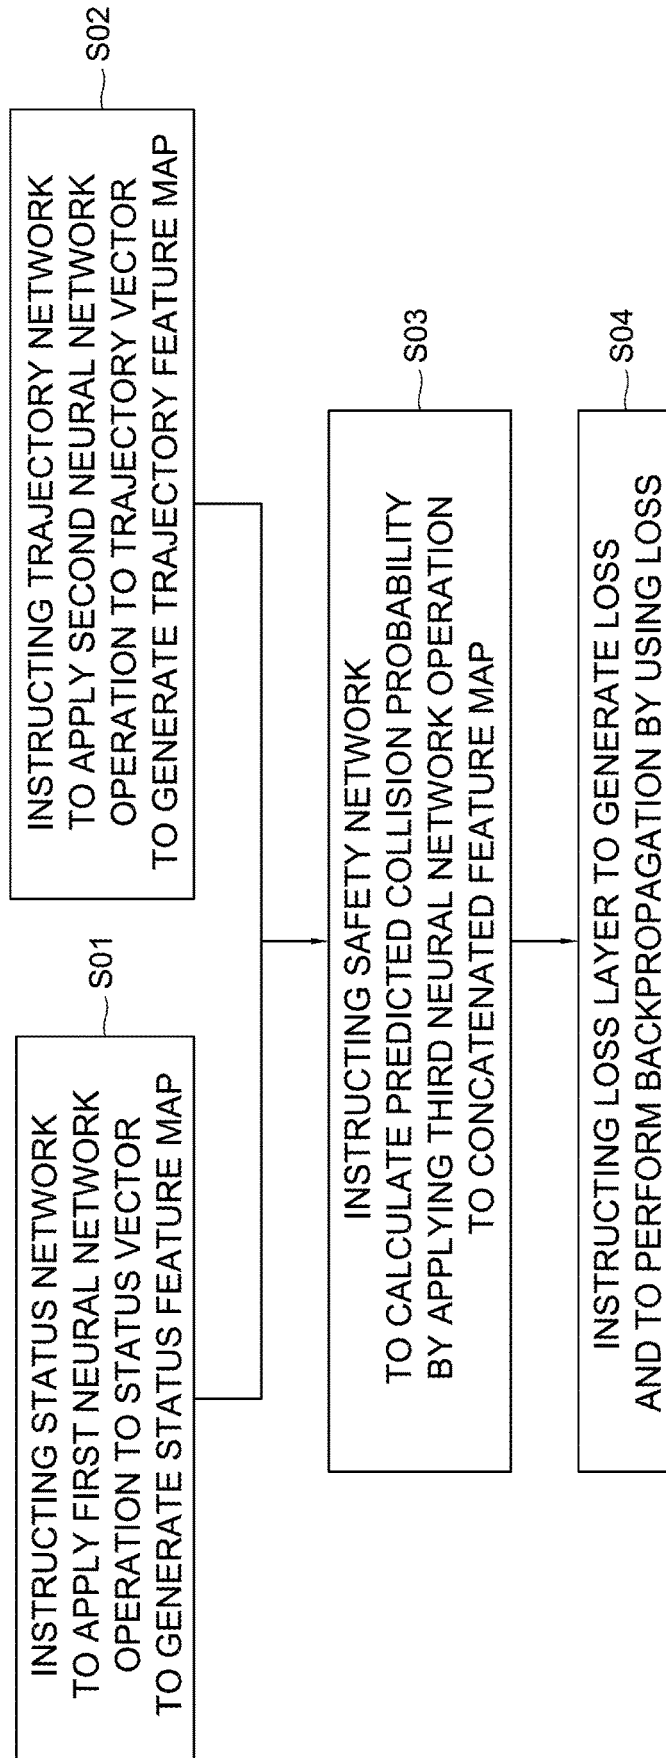 INSTRUCTING STATUS NETWORK
TO APPLY FIRST NEURAL NETWORK
OPERATION TO STATUS VECTOR
TO GENERATE STATUS FEATURE MAP
S01
INSTRUCTING TRAJECTORY NETWORK
TO APPLY SECOND NEURAL NETWORK
OPERATION TO TRAJECTORY VECTOR
TO GENERATE TRAJECTORY FEATURE MAP
S02
INSTRUCTING SAFETY NETWORK
TO CALCULATE PREDICTED COLLISION PROBABILITY
BY APPLYING THIRD NEURAL NETWORK OPERATION
TO CONCATENATED FEATURE MAP
S03
INSTRUCTING LOSS LAYER TO GENERATE LOSS
AND TO PERFORM BACKPROPAGATION BY USING LOSS
S04